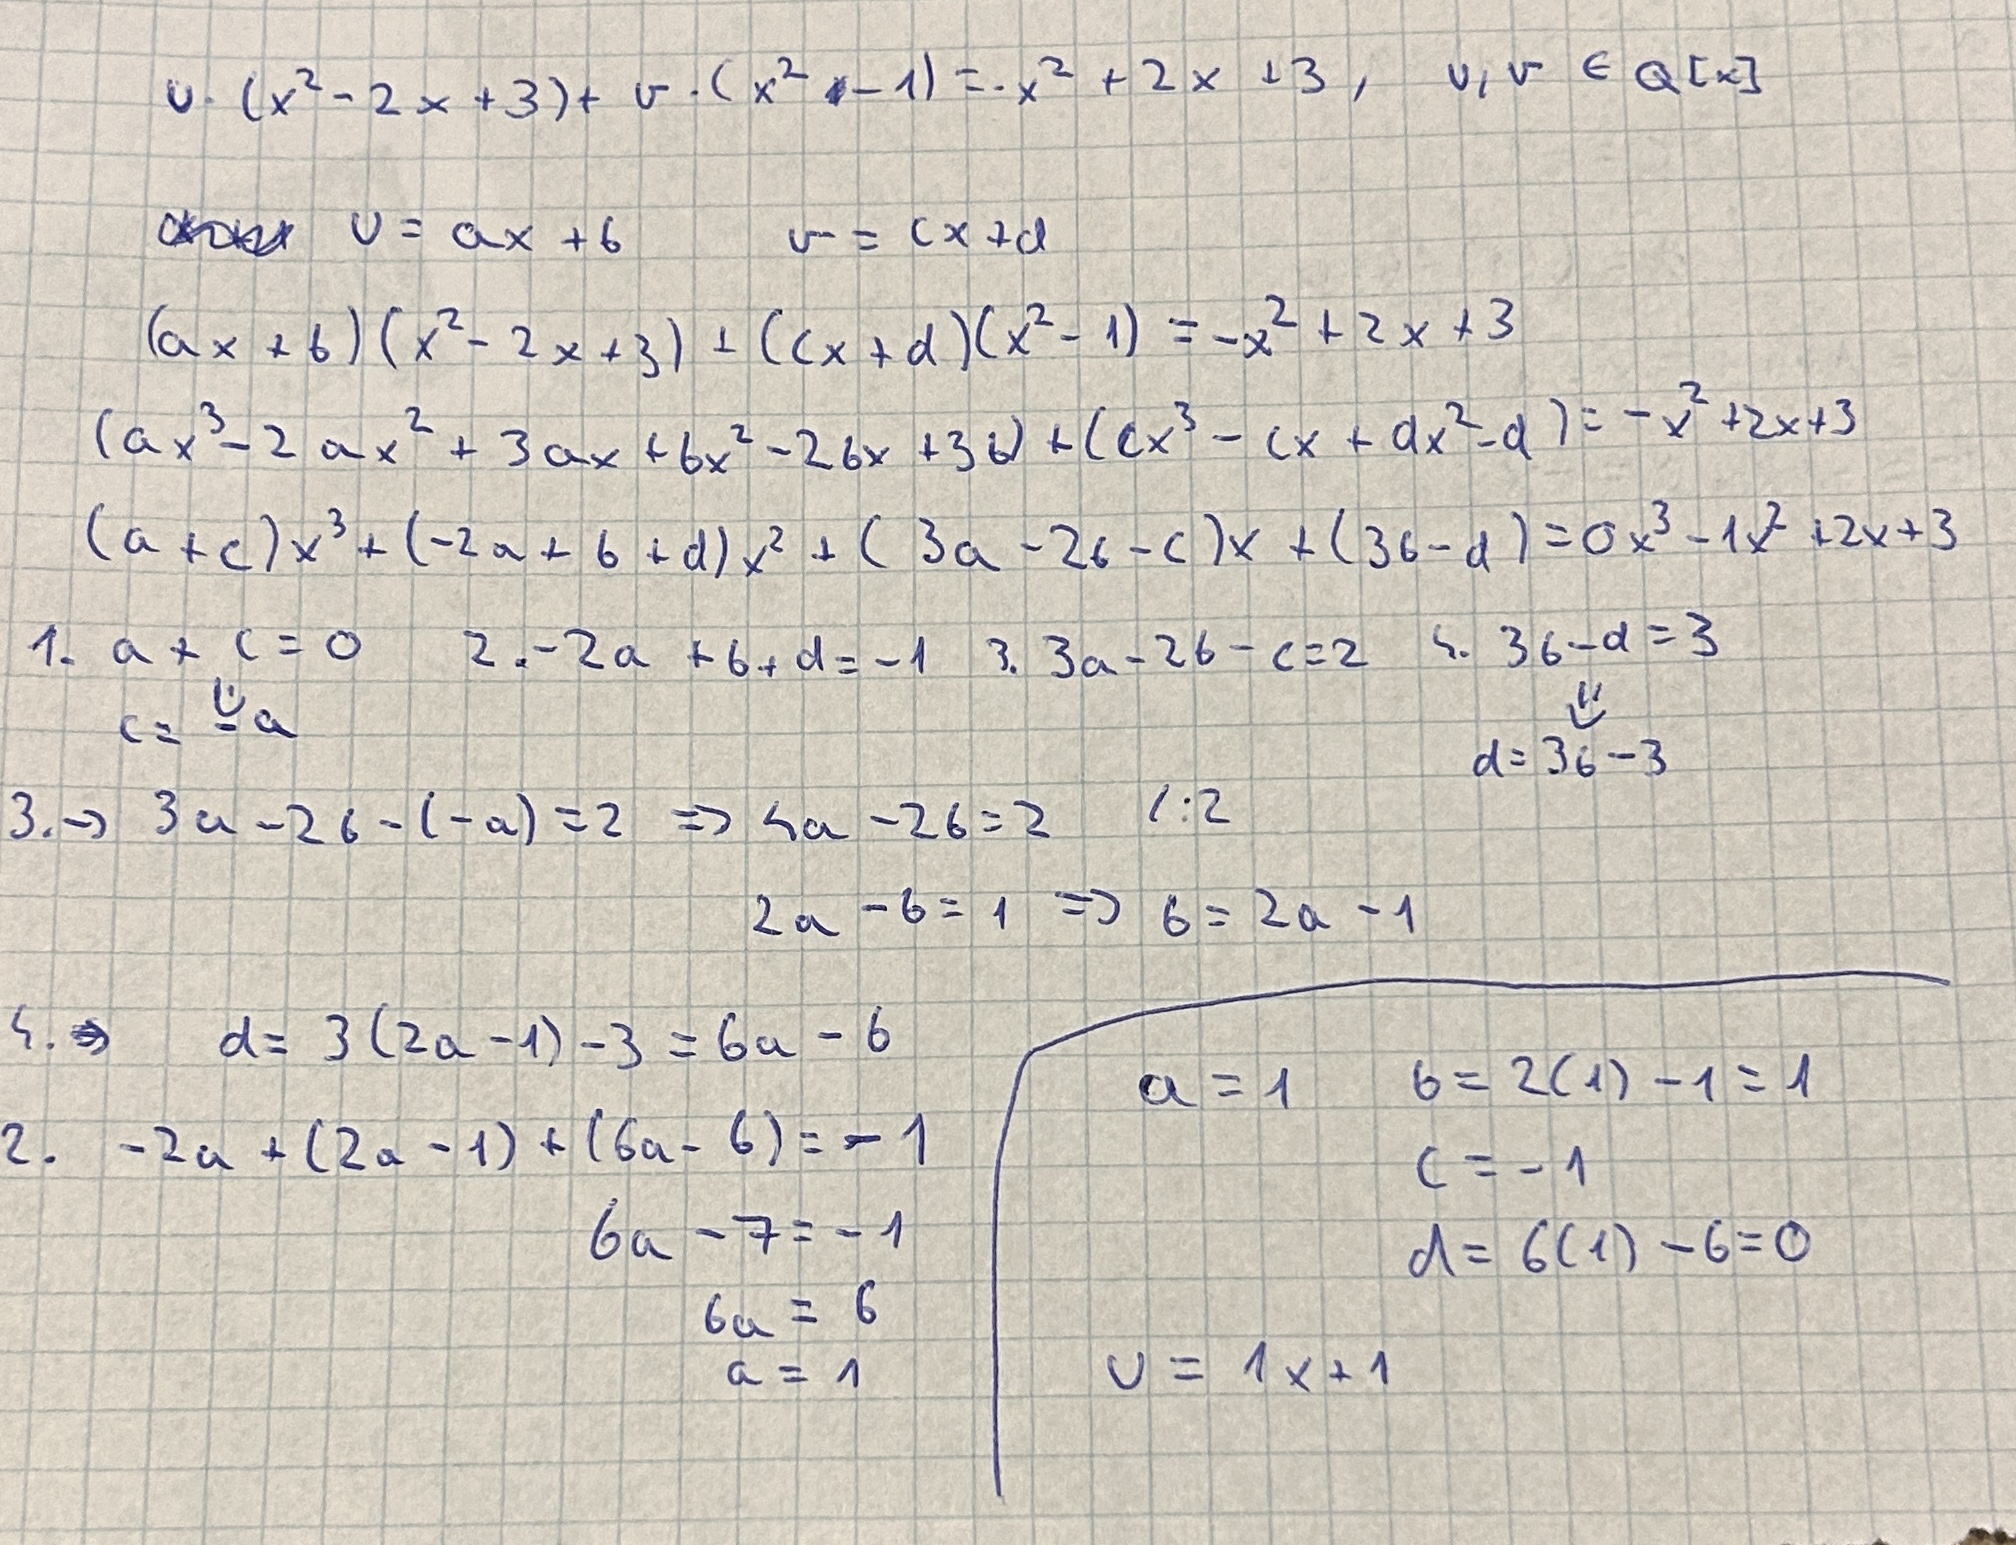 u · (x² - 2x + 3) + v · (x² - 1) = -x² + 2x + 3, u, v ∈ Q[x]
u = ax + b v = cx + d
(ax + b)(x² - 2x + 3) + (cx + d)(x² - 1) = -x² + 2x + 3
(ax³ - 2ax² + 3ax + bx² - 2bx + 3b) + (cx³ - cx + dx² - d) = -x² + 2x + 3
(a + c)x³ + (-2a + b + d)x² + (3a - 2b - c)x + (3b - d) = 0x³ - 1x² + 2x + 3
1. a + c = 0 2. -2a + b + d = -1 3. 3a - 2b - c = 2 4. 3b - d = 3
⇓ ⇓
c = -a d = 3b - 3
3. → 3a - 2b - (-a) = 2 ⇒ 4a - 2b = 2 /:2
2a - b = 1 ⇒ b = 2a - 1
4. ⇒ d = 3(2a - 1) - 3 = 6a - 6
2. -2a + (2a - 1) + (6a - 6) = -1
6a - 7 = -1
6a = 6
a = 1
a = 1 b = 2(1) - 1 = 1
c = -1
d = 6(1) - 6 = 0
u = 1x + 1